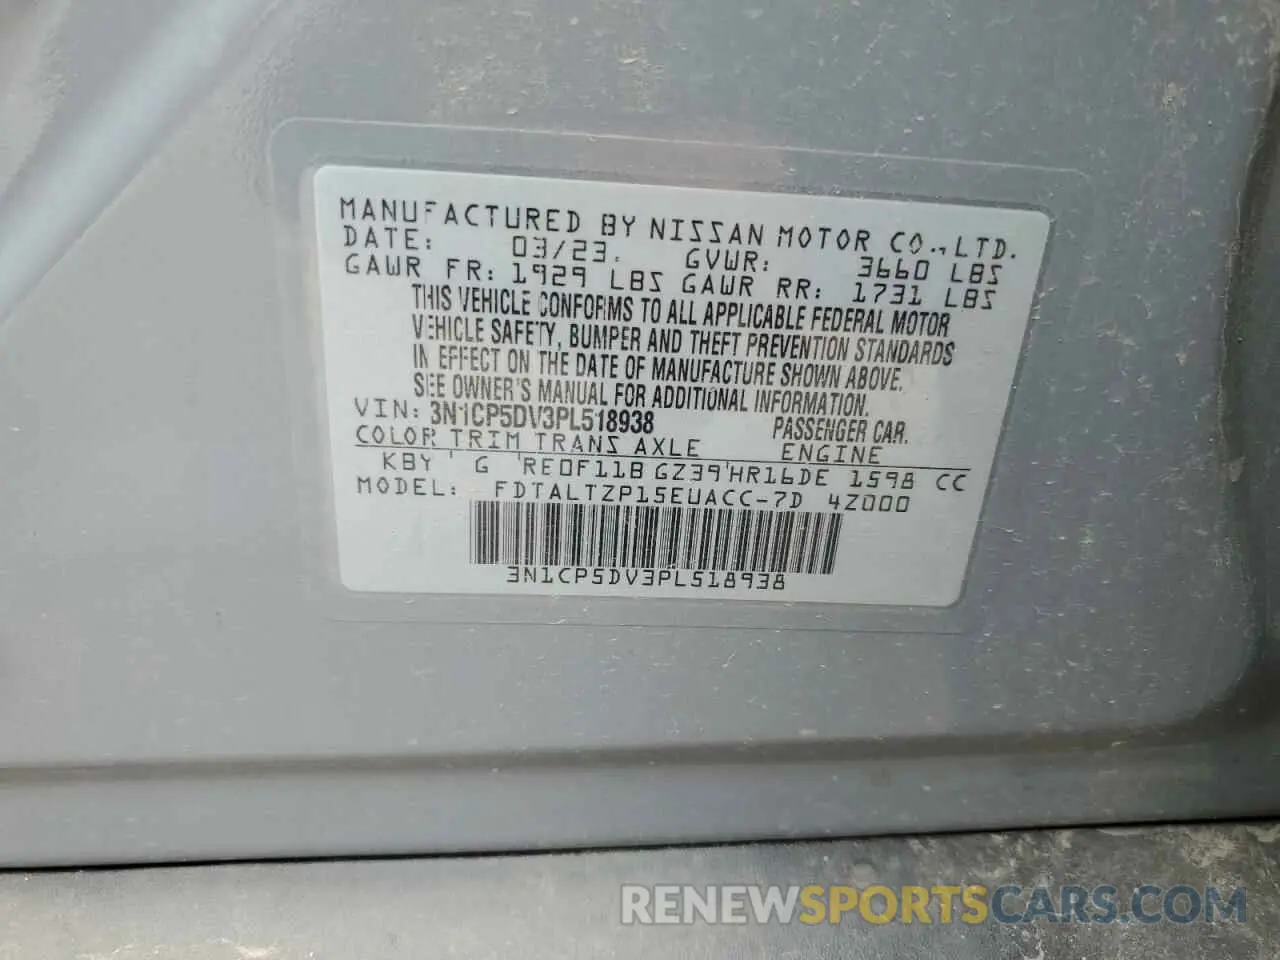 MANUFACTURED BY NISSAN MOTOR CO., LTD.
DATE: 03/23. GVWR: 3660 LBS
GAWR FR: 1929 LBS GAWR RR: 1731 LBS
THIS VEHICLE CONFORMS TO ALL APPLICABLE FEDERAL MOTOR
VEHICLE SAFETY, BUMPER AND THEFT PREVENTION STANDARDS
IN EFFECT ON THE DATE OF MANUFACTURE SHOWN ABOVE.
SEE OWNER'S MANUAL FOR ADDITIONAL INFORMATION.
VIN: 3N1CP5DV3PL518938 PASSENGER CAR.
COLOR TRIM TRANS AXLE ENGINE
KBY ' G 'RE0F11B GZ39'HR16DE 1598 CC
MODEL: FDTALTZP15EUACC-7D 4Z000
3N1CP5DV3PL518938
RENEWSPORTSCARS.COM